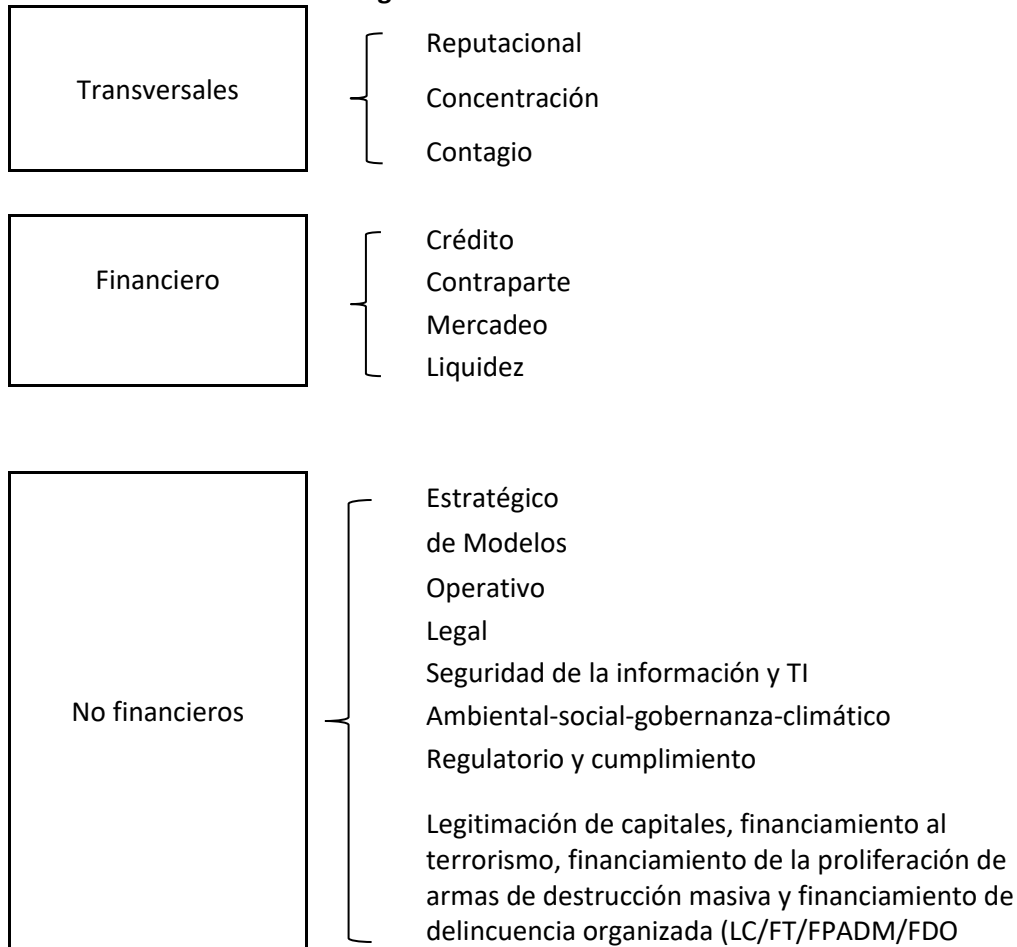 Transversales
Reputacional
Concentración
Contagio
Financiero
Crédito
Contraparte
Mercadeo
Liquidez
No financieros
Estratégico
de Modelos
Operativo
Legal
Seguridad de la información y TI
Ambiental-social-gobernanza-climático
Regulatorio y cumplimiento
Legitimación de capitales, financiamiento al
terrorismo, financiamiento de la proliferación de
armas de destrucción masiva y financiamiento de
delincuencia organizada (LC/FT/FPADM/FDO